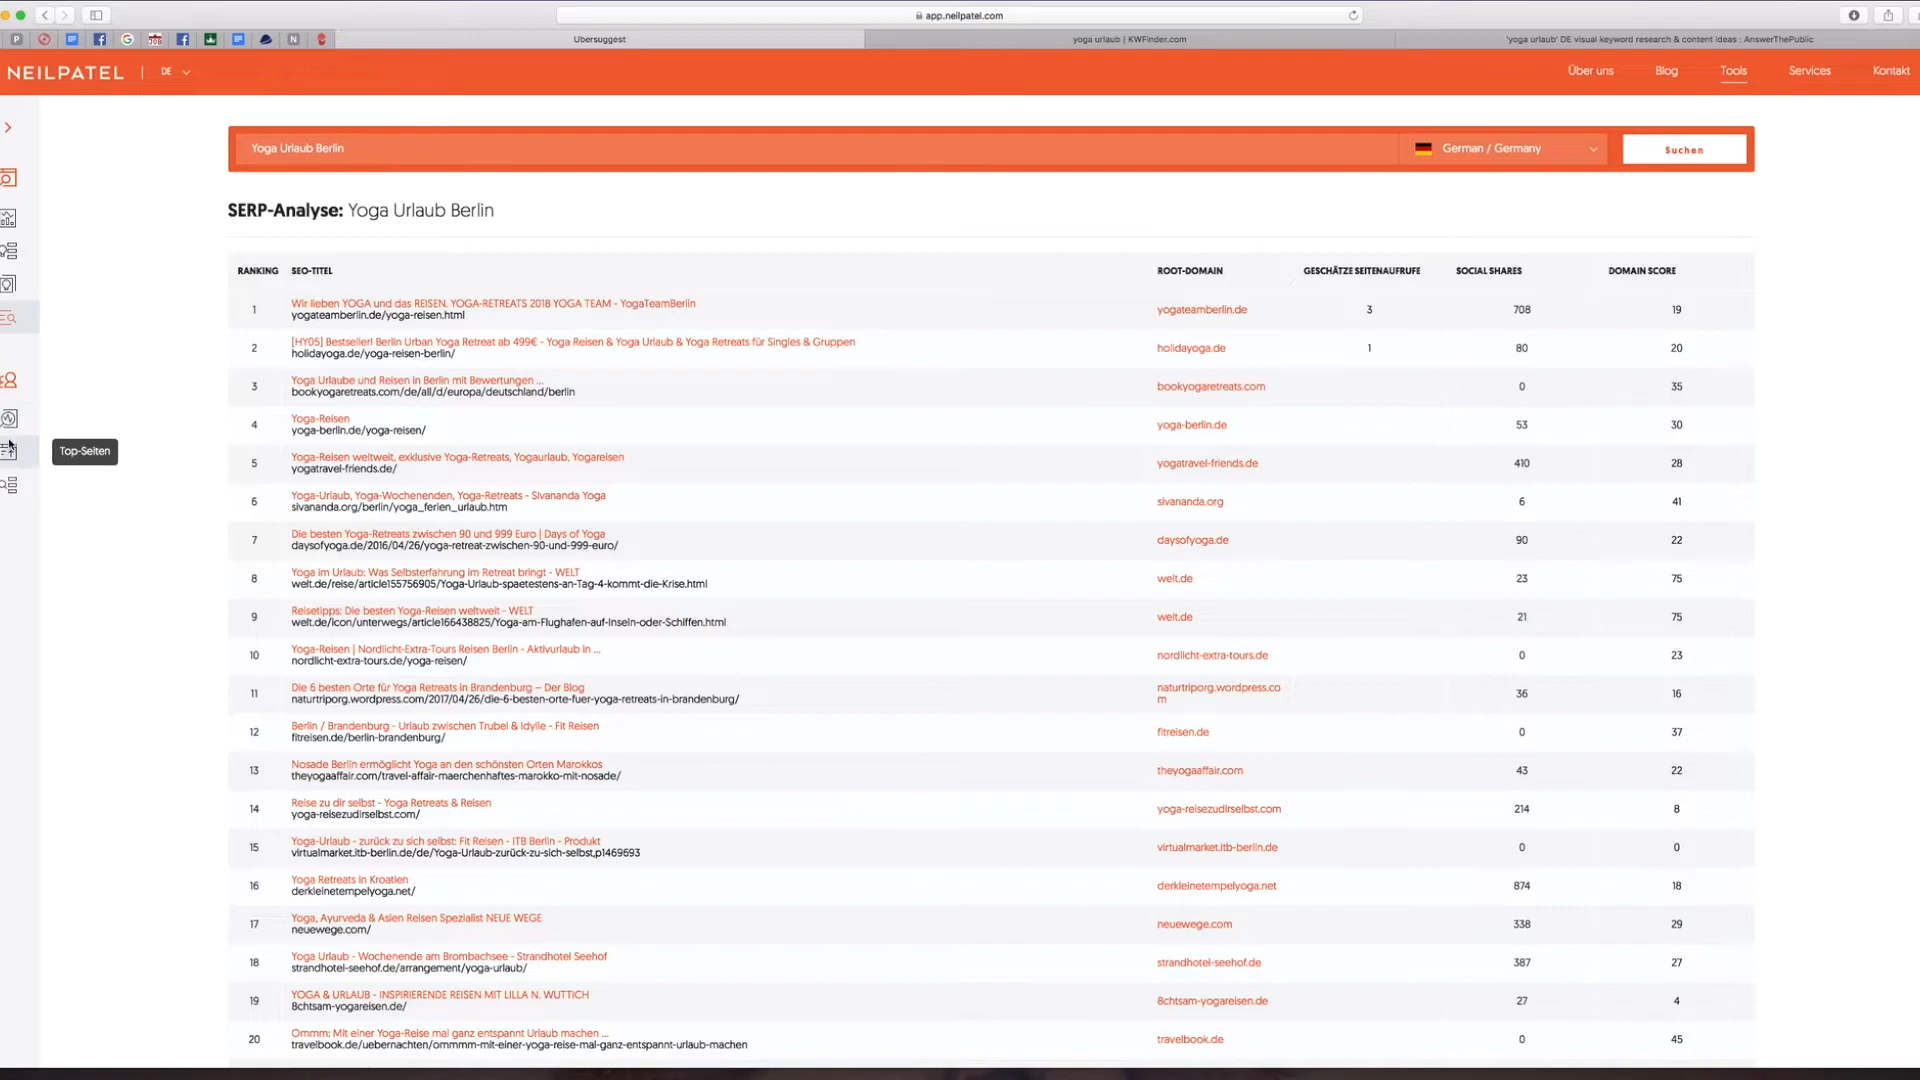 app.neilpatel.com
Ubersuggest
yoga urlaub | KWFinder.com
'yoga urlaub' DE visual keyword research & content ideas : AnswerThePublic
NEILPATEL | DE
Über uns
Blog
Tools
Services
Kontakt
Yoga Urlaub Berlin
German / Germany
Suchen
SERP-Analyse: Yoga Urlaub Berlin
RANKING SEO-TITEL ROOT-DOMAIN GESCHÄTZE SEITENAUFRUFE SOCIAL SHARES DOMAIN SCORE
Wir lieben YOGA und das REISEN. YOGA-RETREATS 2018 YOGA TEAM - YogaTeamBerlin
1 yogateamberlin.de/yoga-reisen.html yogateamberlin.de 3 708 19
[HY05] Bestseller! Berlin Urban Yoga Retreat ab 499€ - Yoga Reisen & Yoga Urlaub & Yoga Retreats für Singles & Gruppen
2 holidayoga.de/yoga-reisen-berlin/ holidayoga.de 1 80 20
Yoga Urlaube und Reisen in Berlin mit Bewertungen ...
3 bookyogaretreats.com/de/all/d/europa/deutschland/berlin bookyogaretreats.com 0 35
Yoga-Reisen
4 yoga-berlin.de/yoga-reisen/ yoga-berlin.de 53 30
Yoga-Reisen weltweit, exklusive Yoga-Retreats, Yogaurlaub, Yogareisen
5 yogatravel-friends.de/ yogatravel-friends.de 410 28
Top-Seiten
Yoga-Urlaub, Yoga-Wochenenden, Yoga-Retreats - Sivananda Yoga
6 sivananda.org/berlin/yoga_ferien_urlaub.htm sivananda.org 6 41
Die besten Yoga-Retreats zwischen 90 und 999 Euro | Days of Yoga
7 daysofyoga.de/2016/04/26/yoga-retreat-zwischen-90-und-999-euro/ daysofyoga.de 90 22
Yoga im Urlaub: Was Selbsterfahrung im Retreat bringt - WELT
8 welt.de/reise/article155756905/Yoga-Urlaub-spaetestens-an-Tag-4-kommt-die-Krise.html welt.de 23 75
Reisetipps: Die besten Yoga-Reisen weltweit - WELT
9 welt.de/icon/unterwegs/article166438825/Yoga-am-Flughafen-auf-Inseln-oder-Schiffen.html welt.de 21 75
Yoga-Reisen | Nordlicht-Extra-Tours Reisen Berlin - Aktivurlaub in ...
10 nordlicht-extra-tours.de/yoga-reisen/ nordlicht-extra-tours.de 0 23
Die 6 besten Orte für Yoga Retreats in Brandenburg – Der Blog
11 naturtriporg.wordpress.com/2017/04/26/die-6-besten-orte-fuer-yoga-retreats-in-brandenburg/ naturtriporg.wordpress.co
m 36 16
Berlin / Brandenburg - Urlaub zwischen Trubel & Idylle - Fit Reisen
12 fitreisen.de/berlin-brandenburg/ fitreisen.de 0 37
Nosade Berlin ermöglicht Yoga an den schönsten Orten Marokkos
13 theyogaaffair.com/travel-affair-maerchenhaftes-marokko-mit-nosade/ theyogaaffair.com 43 22
Reise zu dir selbst - Yoga Retreats & Reisen
14 yoga-reisezudirselbst.com/ yoga-reisezudirselbst.com 214 8
Yoga-Urlaub - zurück zu sich selbst: Fit Reisen - ITB Berlin - Produkt
15 virtualmarket.itb-berlin.de/de/Yoga-Urlaub-zurück-zu-sich-selbst,p1469693 virtualmarket.itb-berlin.de 0 0
Yoga Retreats in Kroatien
16 derkleinetempelyoga.net/ derkleinetempelyoga.net 874 18
Yoga, Ayurveda & Asien Reisen Spezialist NEUE WEGE
17 neuewege.com/ neuewege.com 338 29
Yoga Urlaub - Wochenende am Brombachsee - Strandhotel Seehof
18 strandhotel-seehof.de/arrangement/yoga-urlaub/ strandhotel-seehof.de 387 27
YOGA & URLAUB - INSPIRIERENDE REISEN MIT LILLA N. WUTTICH
19 8chtsam-yogareisen.de/ 8chtsam-yogareisen.de 27 4
Ommm: Mit einer Yoga-Reise mal ganz entspannt Urlaub machen ...
20 travelbook.de/uebernachten/ommmm-mit-einer-yoga-reise-mal-ganz-entspannt-urlaub-machen travelbook.de 0 45